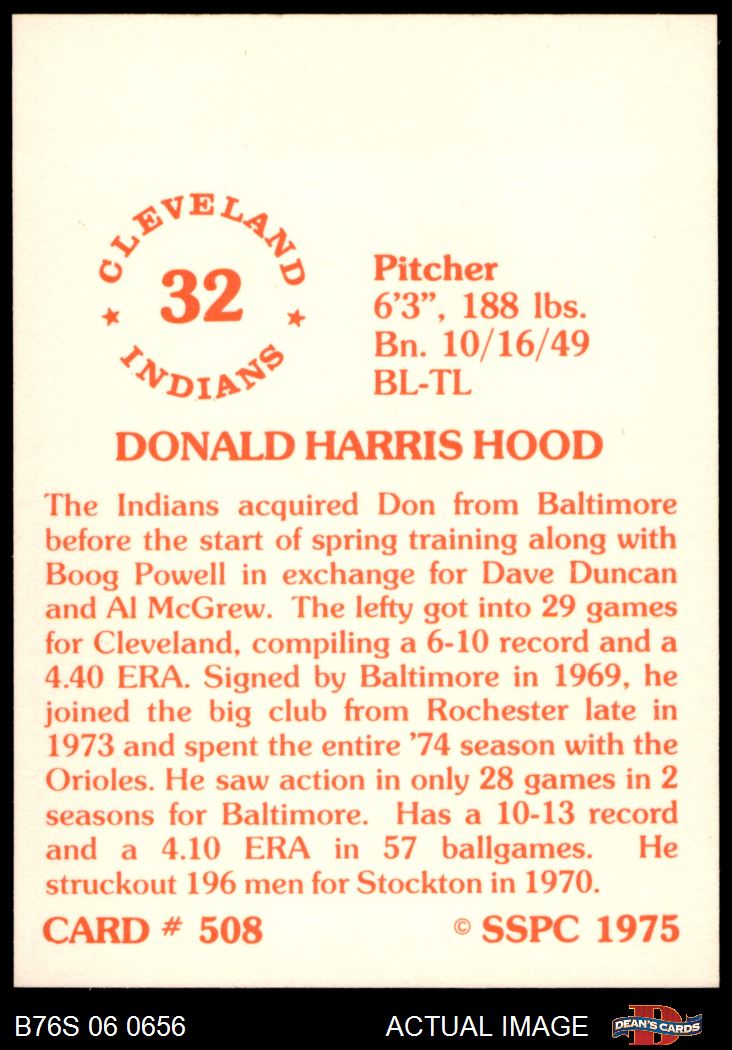 CLEVELAND
32
INDIANS
Pitcher
6'3”, 188 lbs.
Bn. 10/16/49
BL-TL
DONALD HARRIS HOOD
The Indians acquired Don from Baltimore
before the start of spring training along with
Boog Powell in exchange for Dave Duncan
and Al McGrew. The lefty got into 29 games
for Cleveland, compiling a 6-10 record and a
4.40 ERA. Signed by Baltimore in 1969, he
joined the big club from Rochester late in
1973 and spent the entire '74 season with the
Orioles. He saw action in only 28 games in 2
seasons for Baltimore. Has a 10-13 record
and a 4.10 ERA in 57 ballgames. He
struckout 196 men for Stockton in 1970.
CARD # 508 © SSPC 1975
B76S 06 0656 ACTUAL IMAGE D DEAN'S CARDS